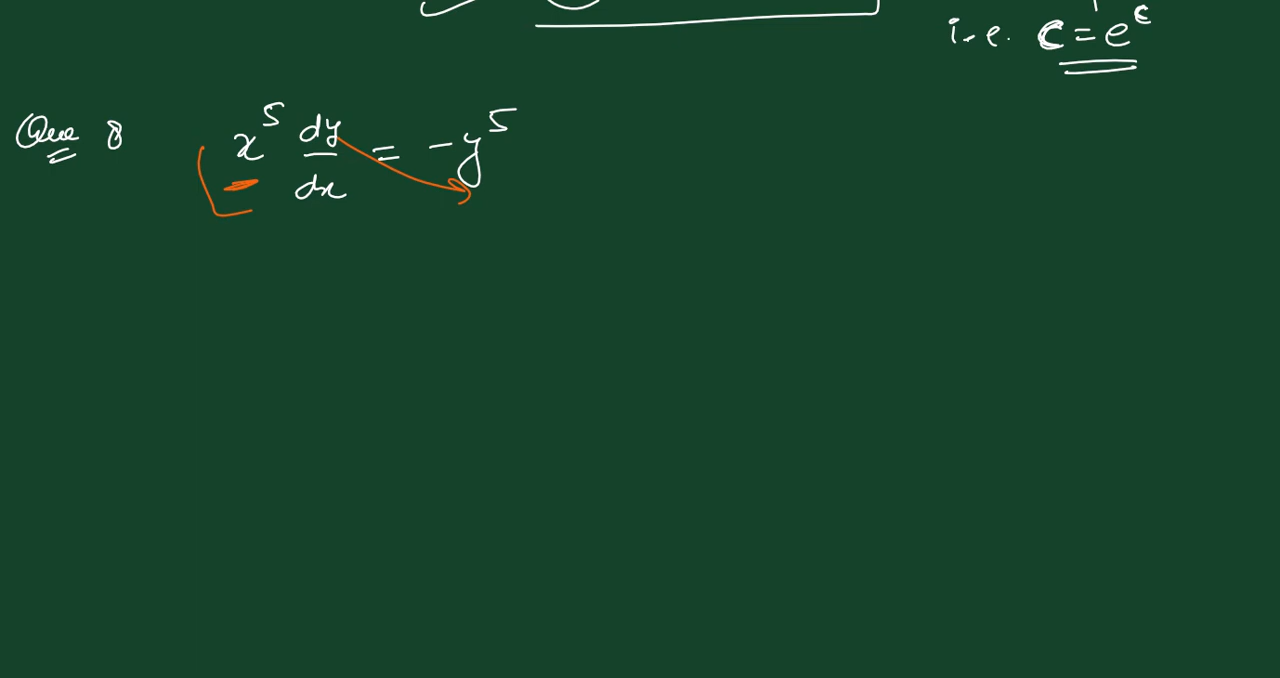 i.e. C = e^c
Que 8 x^5 dy/dx = -y^5